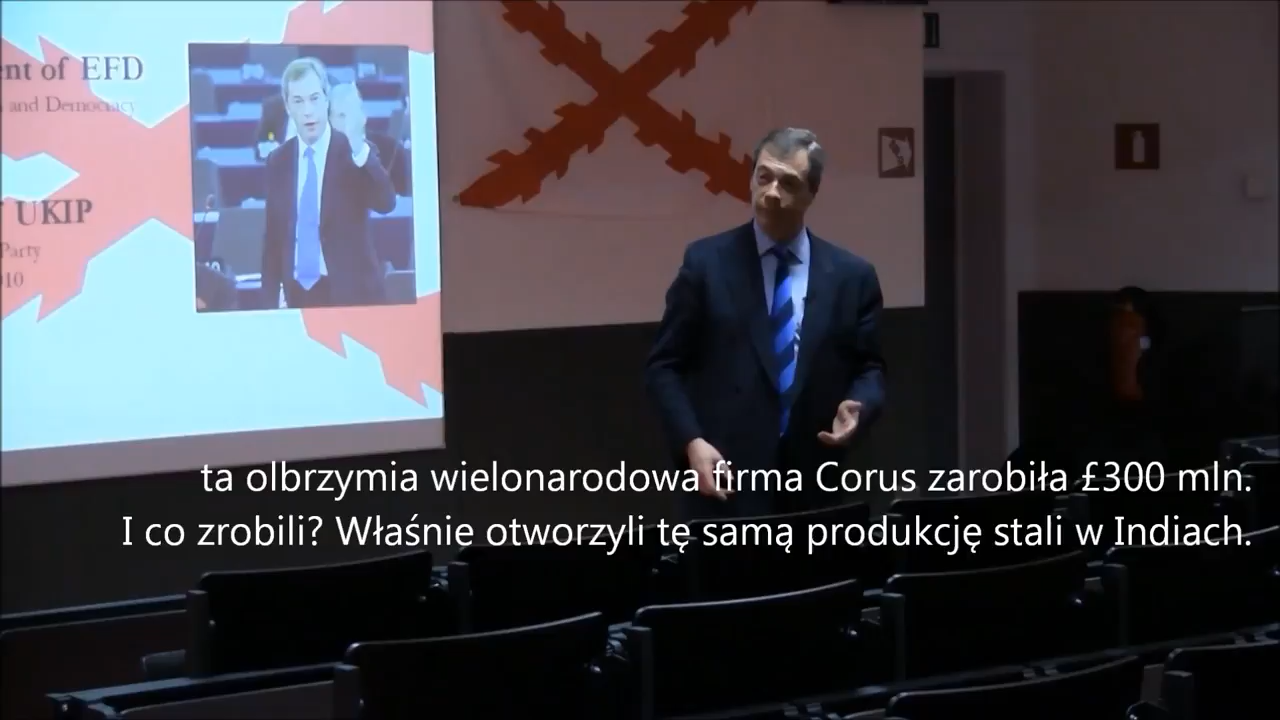 ent of EFD
and Democracy
UKIP
Party
10
ta olbrzymia wielonarodowa firma Corus zarobiła £300 mln.
I co zrobili? Właśnie otworzyli tę samą produkcję stali w Indiach.